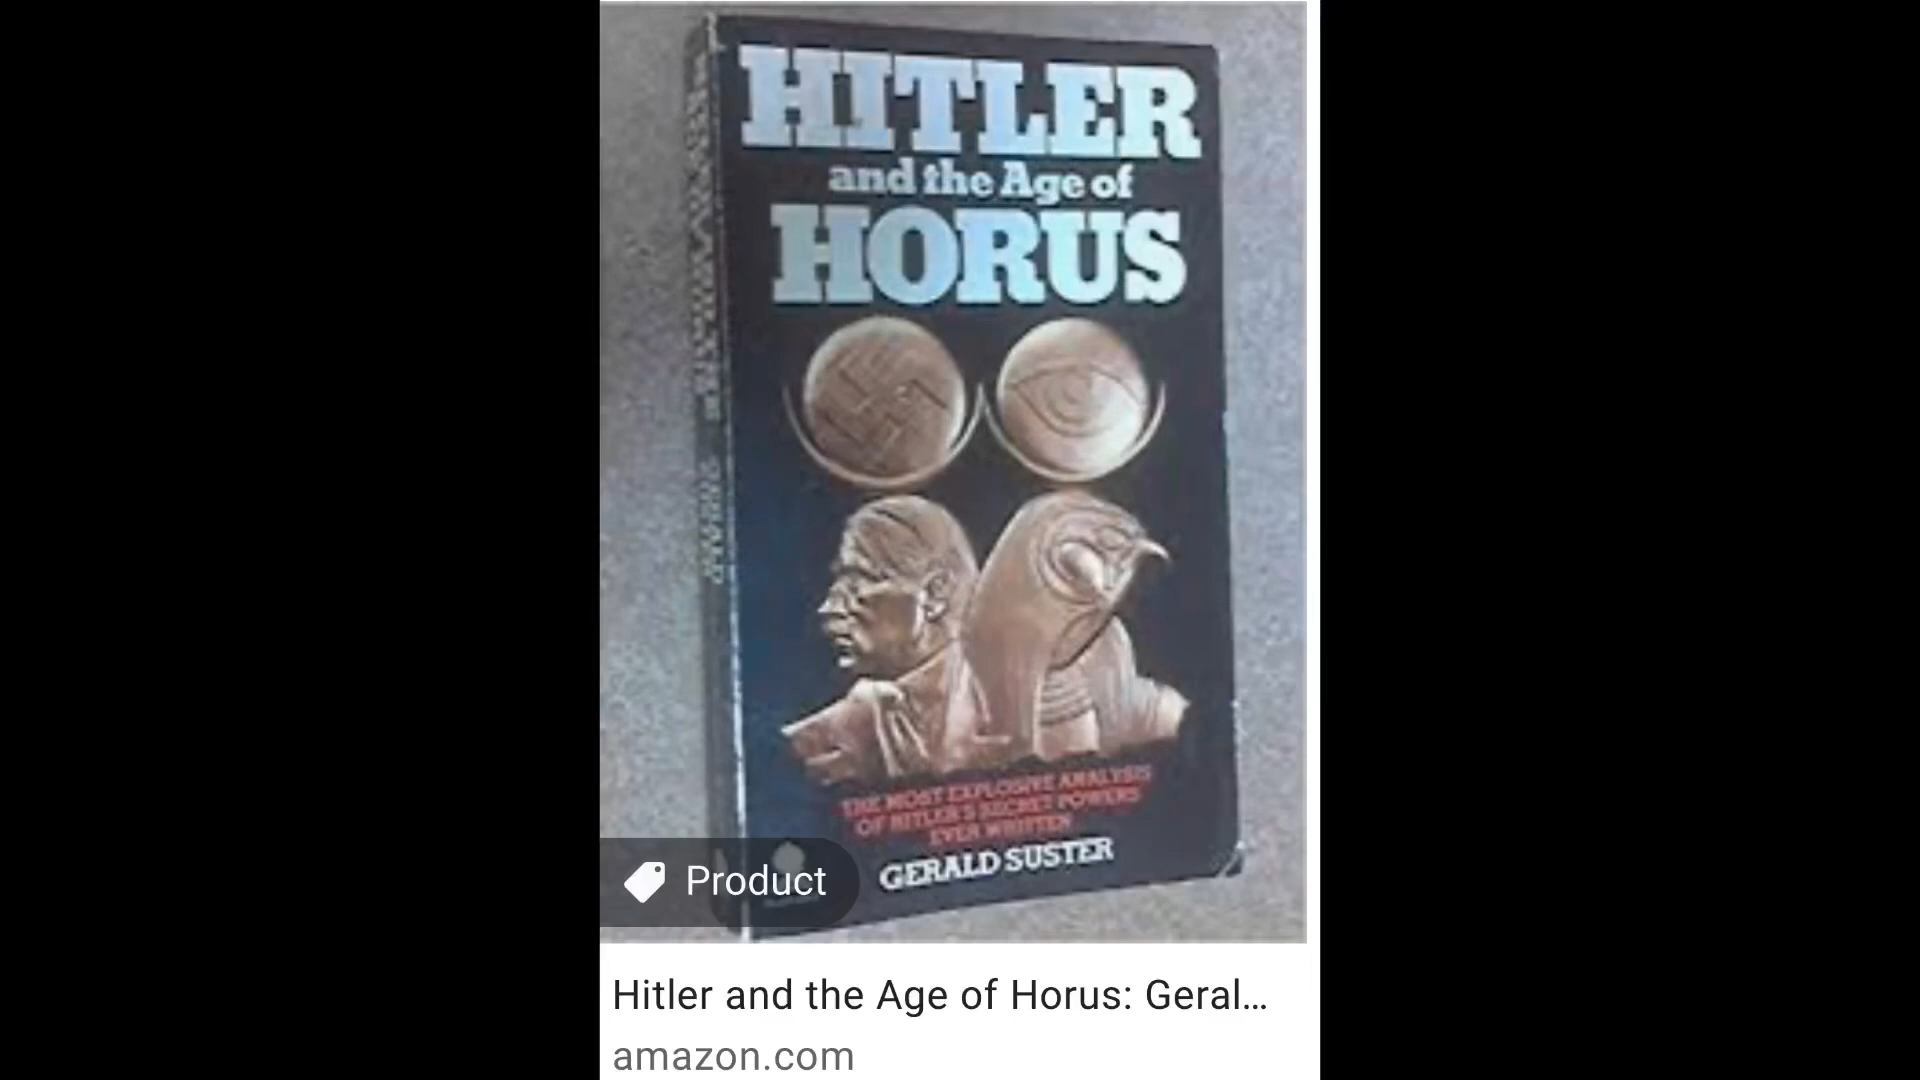 HITLER
and the Age of
HORUS
THE MOST EXPLOSIVE ANALYSIS
OF HITLER'S SECRET POWERS
EVER WRITTEN
GERALD SUSTER
Product
Hitler and the Age of Horus: Geral...
amazon.com